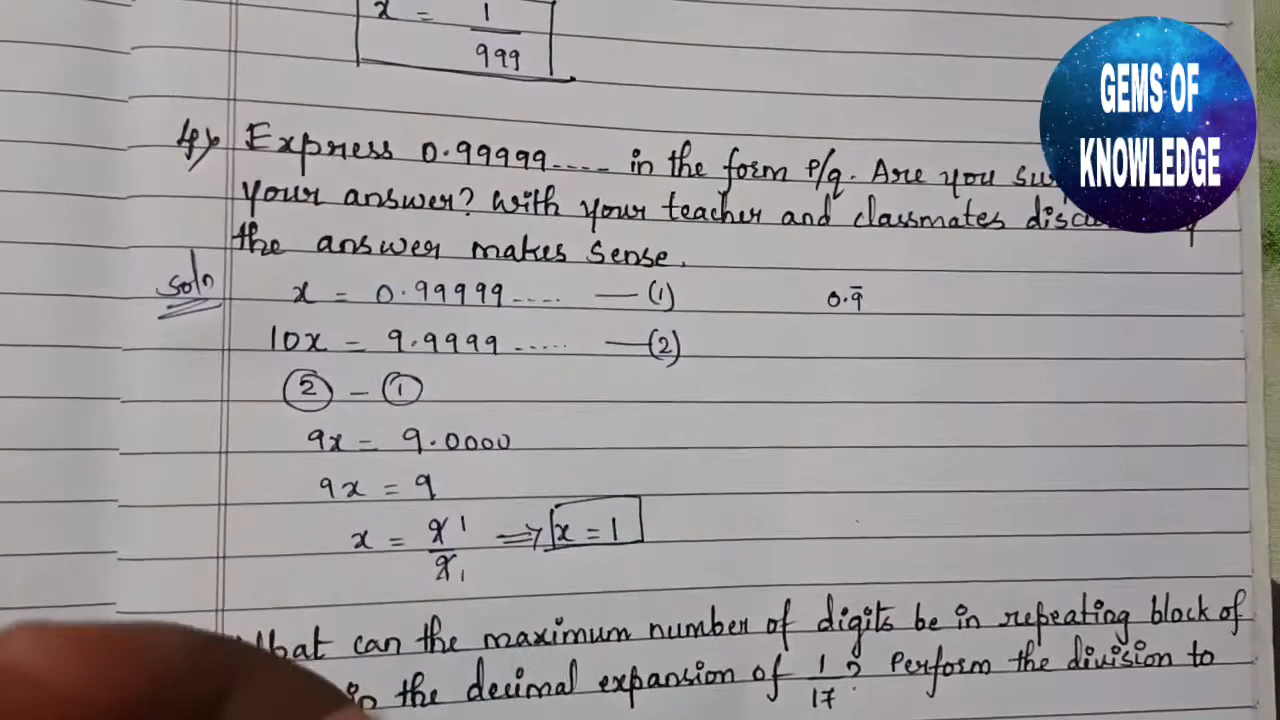 x = 1
999
4) Express 0.99999.... in the form p/q. Are you
your answer? With your teacher and classmates
the answer makes sense.
Soln
x = 0.99999..... —(1)
0.9̅
10x = 9.9999..... —(2)
② - ①
9x = 9.0000
9x = 9
x = 9 1 ⟹ x = 1
9 1
can the maximum number of digits be in repeating block of
in the decimal expansion of 1/17? Perform the division to
GEMS OF
KNOWLEDGE